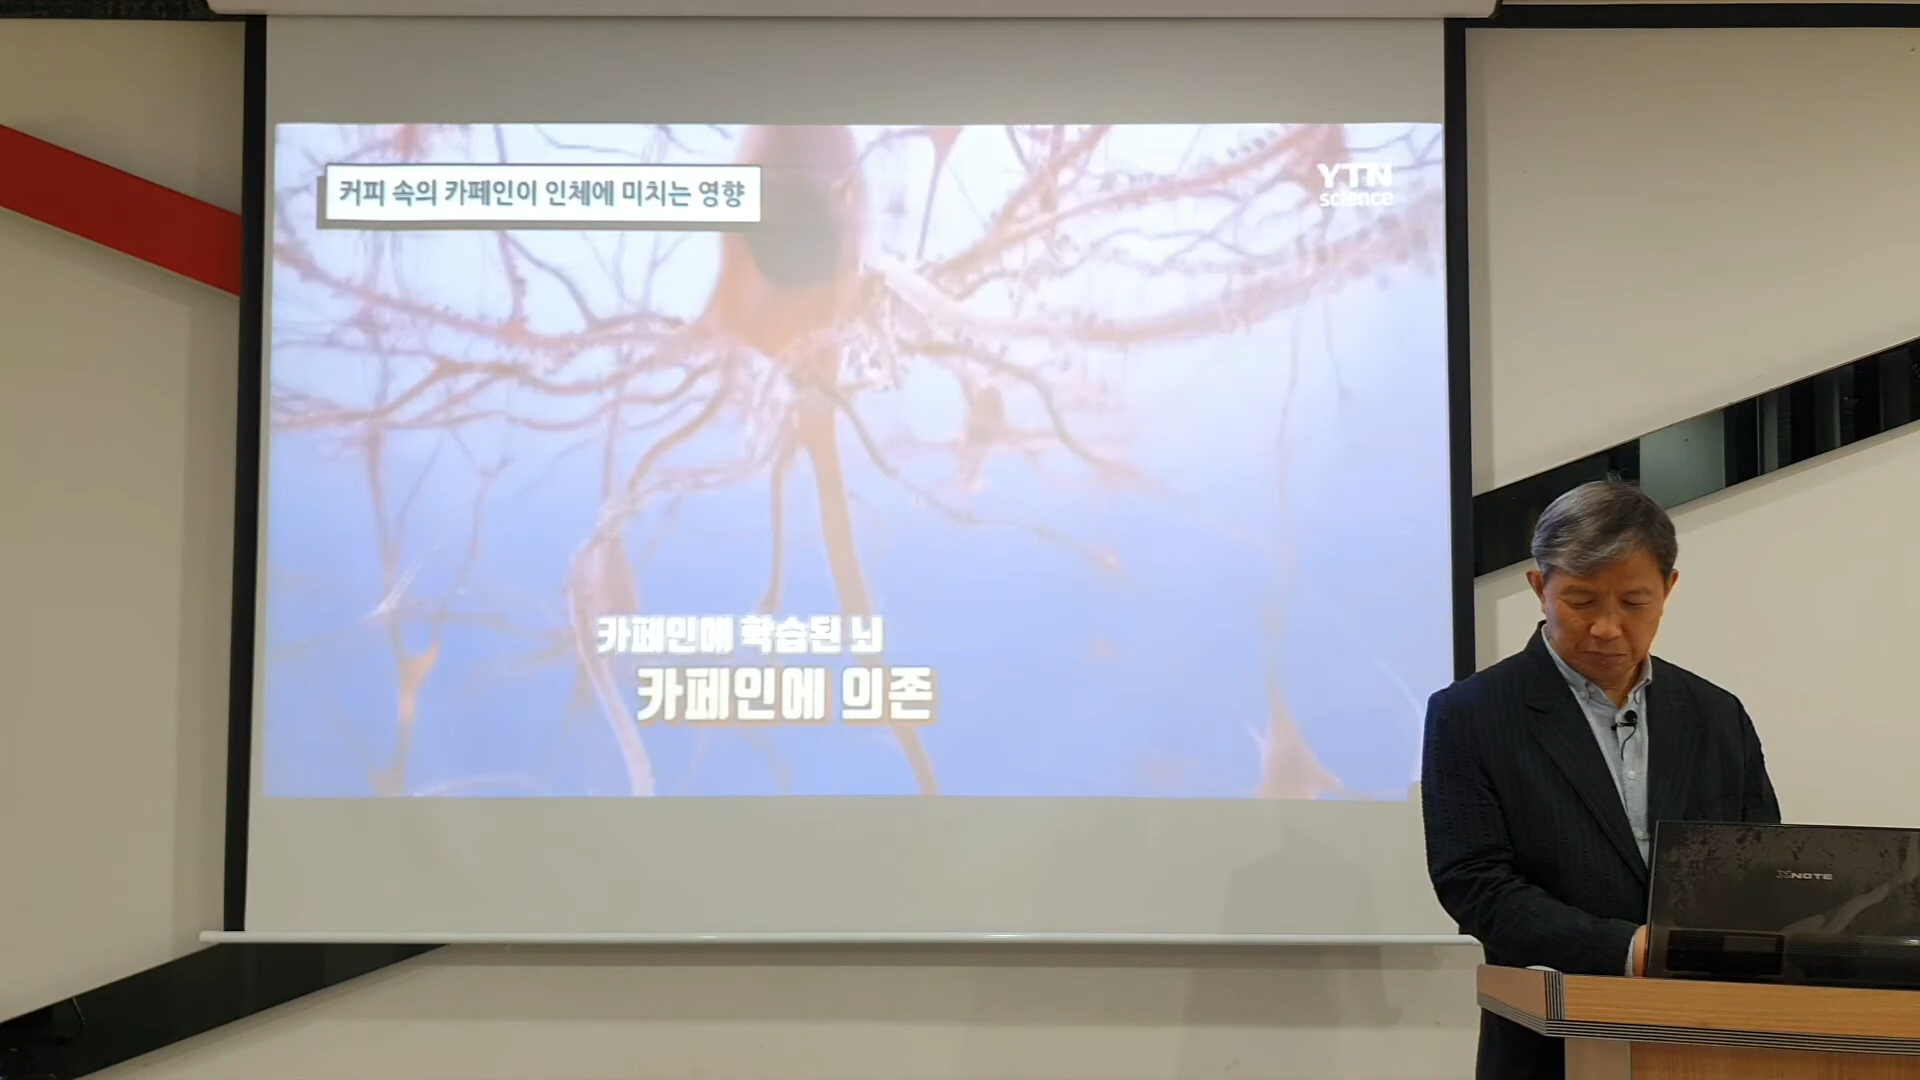 커피 속의 카페인이 인체에 미치는 영향
YTN
science
카페인에 학습된 뇌
카페인에 의존
XNOTE